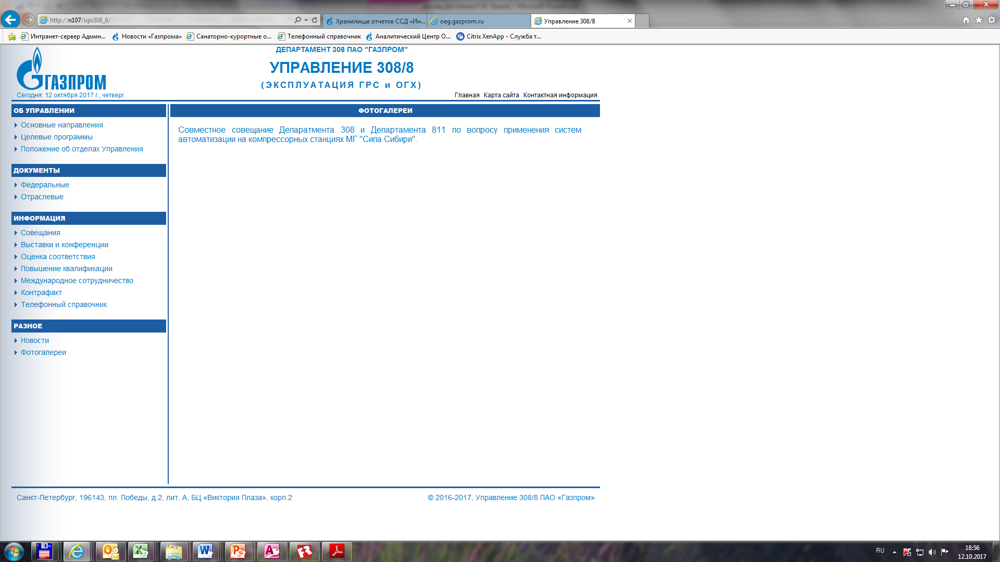 http://n107/upr308_8/
Хранилище отчетов ССД «Ин...
oeg.gazprom.ru
Управление 308/8
Интранет-сервер Админ...
Новости «Газпрома»
Санаторно-курортные о...
Телефонный справочник
Аналитический Центр О...
Citrix XenApp - Служба т...
ГАЗПРОМ
Сегодня: 12 октября 2017 г., четверг
ДЕПАРТАМЕНТ 308 ПАО "ГАЗПРОМ"
УПРАВЛЕНИЕ 308/8
(ЭКСПЛУАТАЦИЯ ГРС и ОГХ)
Главная Карта сайта Контактная информация
ОБ УПРАВЛЕНИИ
Основные направления
Целевые программы
Положение об отделах Управления
ДОКУМЕНТЫ
Федеральные
Отраслевые
ИНФОРМАЦИЯ
Совещания
Выставки и конференции
Оценка соответствия
Повышение квалификации
Международное сотрудничество
Контрафакт
Телефонный справочник
РАЗНОЕ
Новости
Фотогалереи
ФОТОГАЛЕРЕИ
Совместное совещание Депаратмента 308 и Департамента 811 по вопросу применения систем
автоматизации на компрессорных станциях МГ "Сила Сибири".
Санкт-Петербург, 196143, пл. Победы, д.2, лит. А, БЦ «Виктория Плаза», корп.2
© 2016-2017, Управление 308/8 ПАО «Газпром»
RU
18:56
12.10.2017